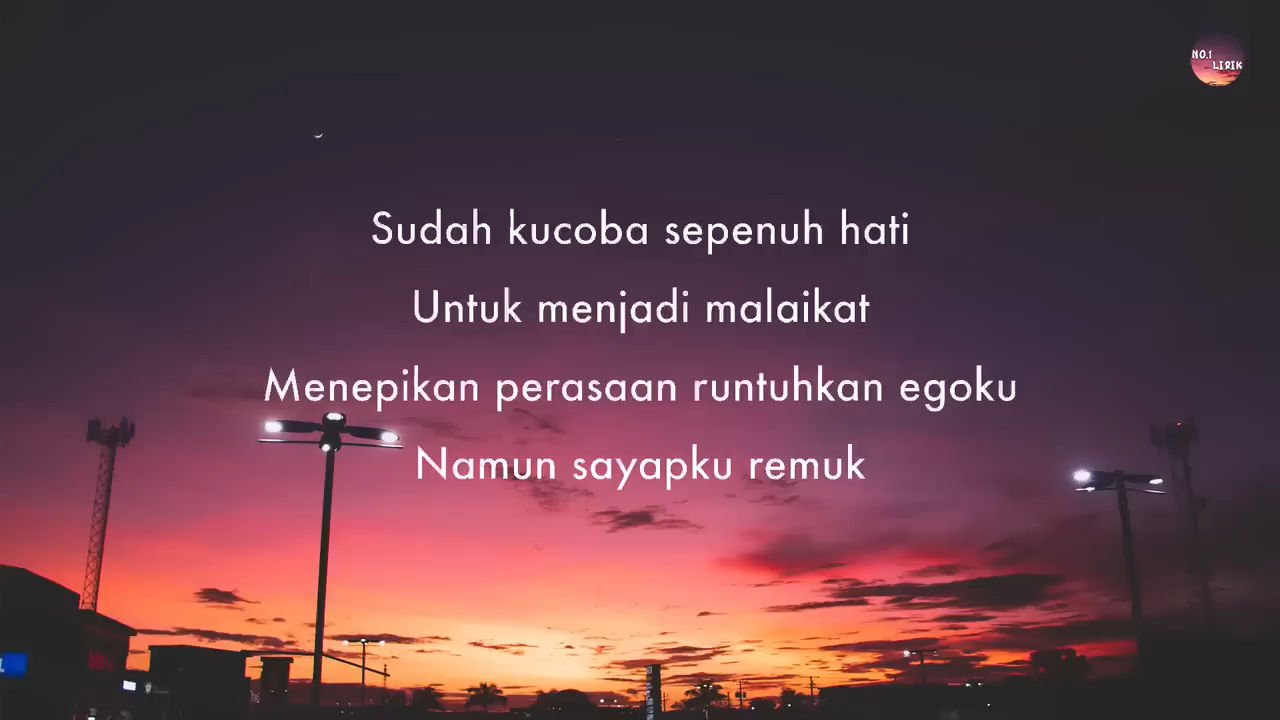 NO.1
LIRIK
Sudah kucoba sepenuh hati
Untuk menjadi malaikat
Menepikan perasaan runtuhkan egoku
Namun sayapku remuk